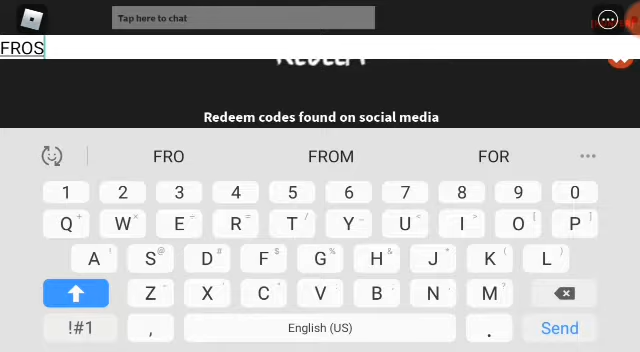 Tap here to chat
FROS
REDEEM
Redeem codes found on social media
FRO FROM FOR
1 2 3 4 5 6 7 8 9 0
Q W E R T Y U I O P
A S D F G H J K L
Z X C V B N M
!#1 , English (US) . Send